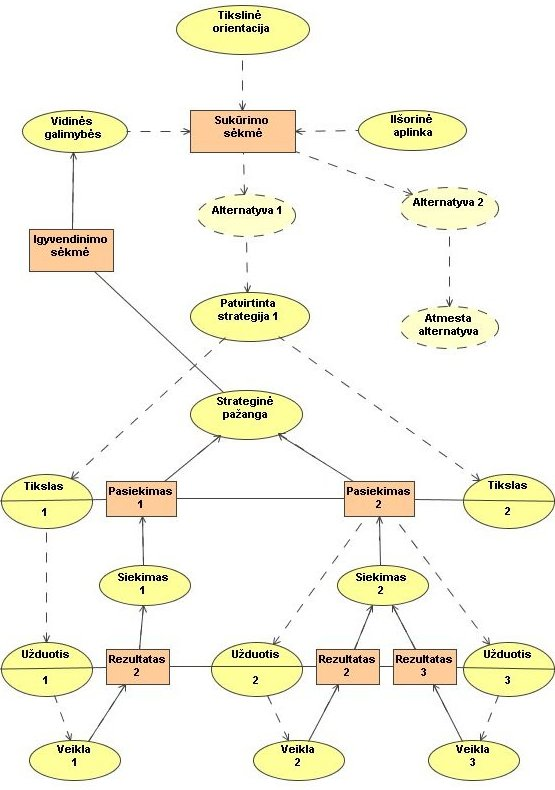 Tikslinė
orientacija
Vidinės
galimybės
Sukūrimo
sėkmė
Ilšorinė
aplinka
Alternatyva 1
Alternatyva 2
Igyvendinimo
sėkmė
Patvirtinta
strategija 1
Atmesta
alternatyva
Strateginė
pažanga
Tikslas
1
Pasiekimas
1
Pasiekimas
2
Tikslas
2
Siekimas
1
Siekimas
2
Užduotis
1
Rezultatas
2
Užduotis
2
Rezultatas
2
Rezultatas
3
Užduotis
3
Veikla
1
Veikla
2
Veikla
3